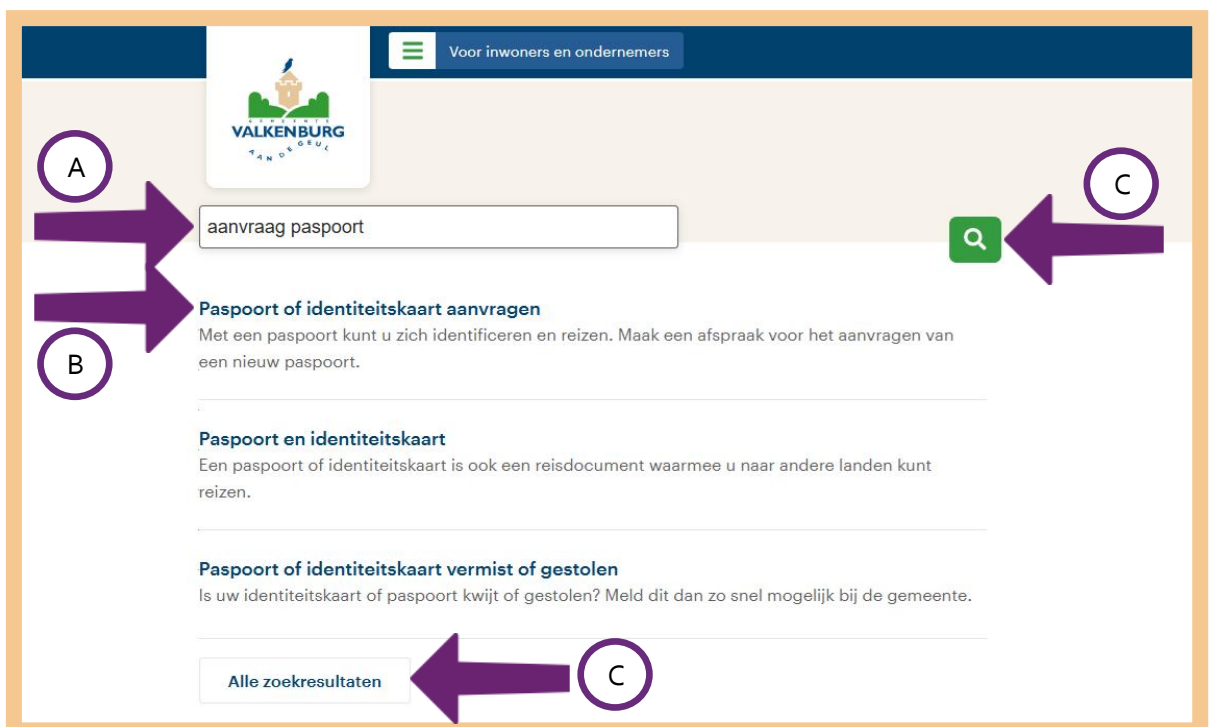 Voor inwoners en ondernemers
GEMEENTE
VALKENBURG
AAN DE GEUL
A
C
aanvraag paspoort
Paspoort of identiteitskaart aanvragen
Met een paspoort kunt u zich identificeren en reizen. Maak een afspraak voor het aanvragen van
een nieuw paspoort.
B
Paspoort en identiteitskaart
Een paspoort of identiteitskaart is ook een reisdocument waarmee u naar andere landen kunt
reizen.
Paspoort of identiteitskaart vermist of gestolen
Is uw identiteitskaart of paspoort kwijt of gestolen? Meld dit dan zo snel mogelijk bij de gemeente.
Alle zoekresultaten
C